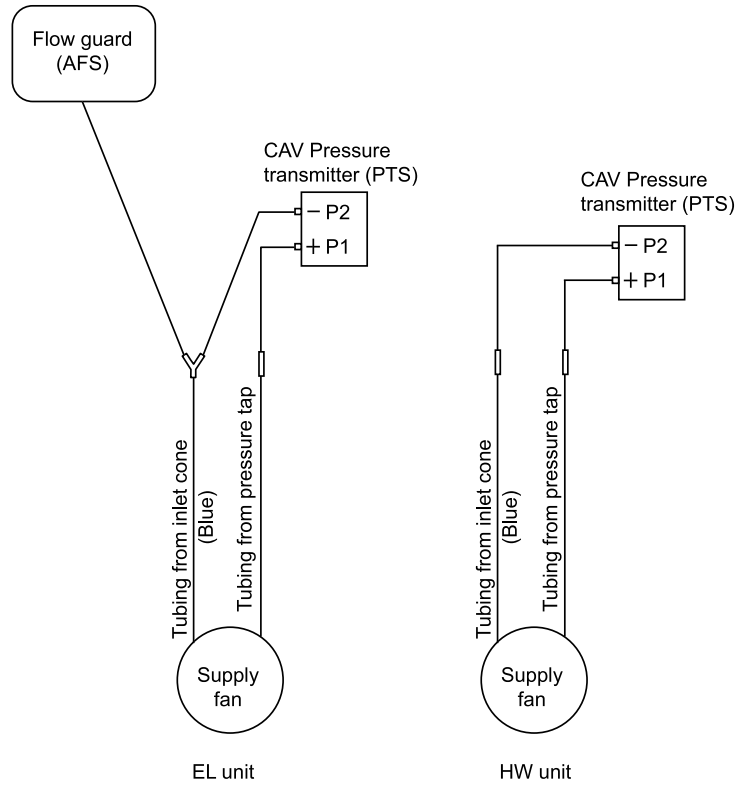 Flow guard
(AFS)
CAV Pressure
transmitter (PTS)
− P2
+ P1
Tubing from inlet cone
(Blue)
Tubing from pressure tap
Supply
fan
EL unit
CAV Pressure
transmitter (PTS)
− P2
+ P1
Tubing from inlet cone
(Blue)
Tubing from pressure tap
Supply
fan
HW unit